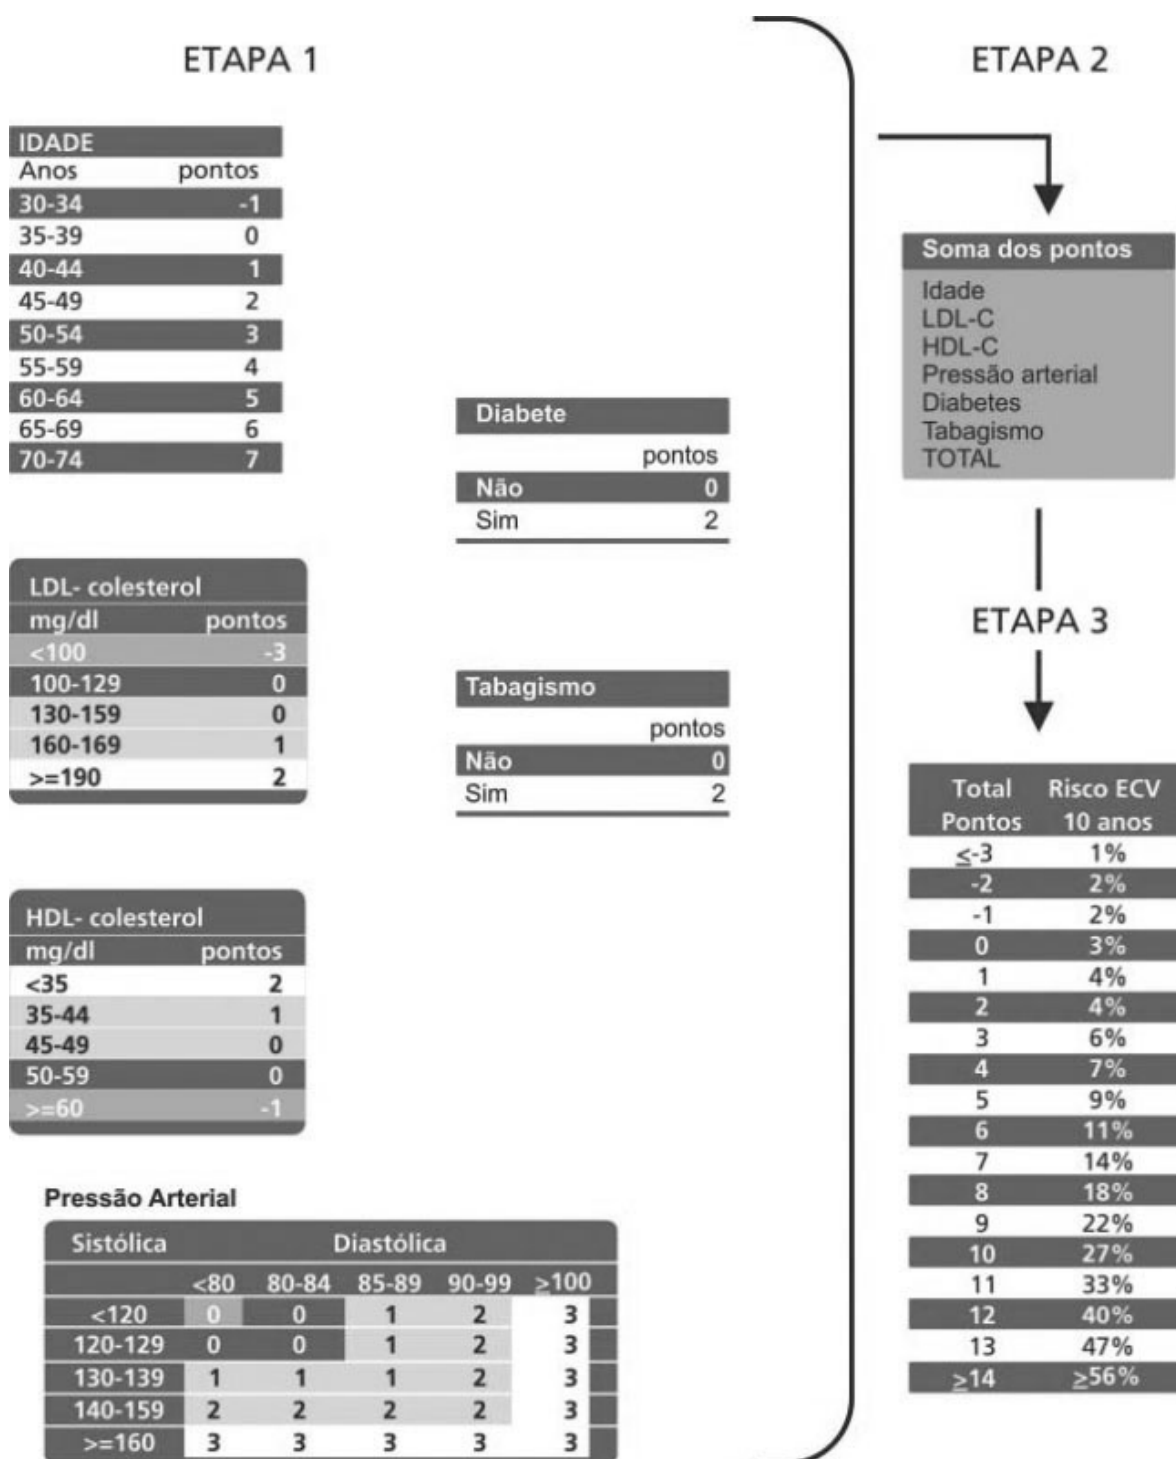 ETAPA 1
IDADE
Anos pontos
30-34 -1
35-39 0
40-44 1
45-49 2
50-54 3
55-59 4
60-64 5
65-69 6
70-74 7
LDL- colesterol
mg/dl pontos
<100 -3
100-129 0
130-159 0
160-169 1
>=190 2
HDL- colesterol
mg/dl pontos
<35 2
35-44 1
45-49 0
50-59 0
>=60 -1
Diabete
pontos
Não 0
Sim 2
Tabagismo
pontos
Não 0
Sim 2
Pressão Arterial
Sistólica Diastólica
<80 80-84 85-89 90-99 ≥100
<120 0 0 1 2 3
120-129 0 0 1 2 3
130-139 1 1 1 2 3
140-159 2 2 2 2 3
>=160 3 3 3 3 3
ETAPA 2
Soma dos pontos
Idade
LDL-C
HDL-C
Pressão arterial
Diabetes
Tabagismo
TOTAL
ETAPA 3
Total Risco ECV
Pontos 10 anos
≤-3 1%
-2 2%
-1 2%
0 3%
1 4%
2 4%
3 6%
4 7%
5 9%
6 11%
7 14%
8 18%
9 22%
10 27%
11 33%
12 40%
13 47%
≥14 ≥56%